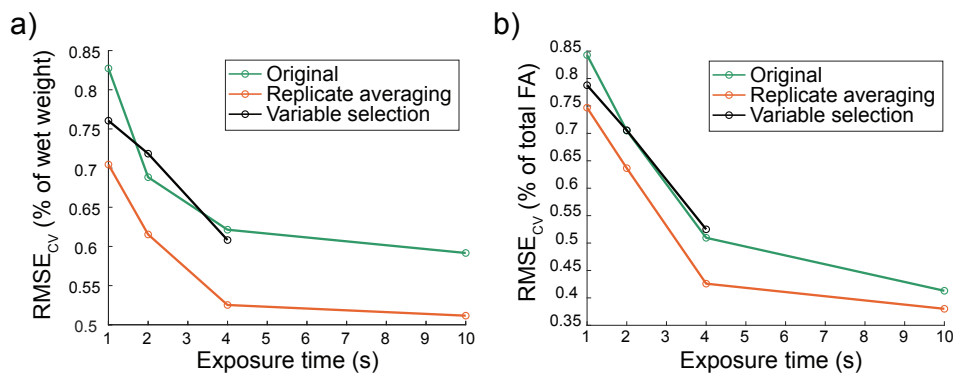 a)
RMSE_CV (% of wet weight)
0.85
0.8
0.75
0.7
0.65
0.6
0.55
0.5
Original
Replicate averaging
Variable selection
1 2 3 4 5 6 7 8 9 10
Exposure time (s)
b)
RMSE_CV (% of total FA)
0.85
0.8
0.75
0.7
0.65
0.6
0.55
0.5
0.45
0.4
0.35
Original
Replicate averaging
Variable selection
1 2 3 4 5 6 7 8 9 10
Exposure time (s)